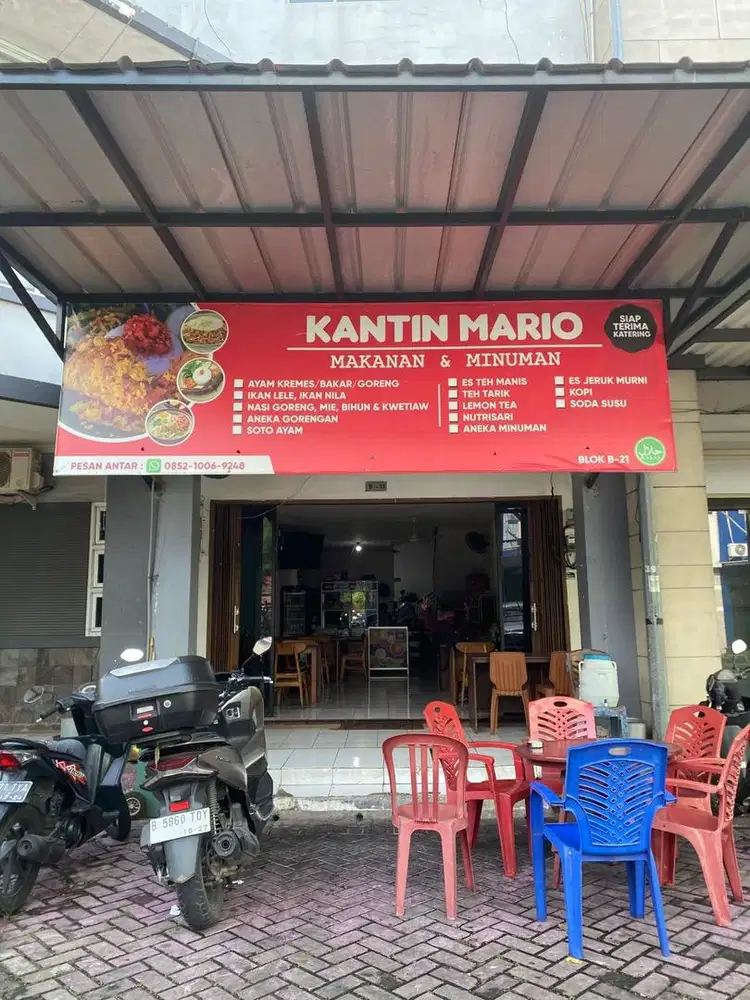 KANTIN MARIO
MAKANAN & MINUMAN
SIAP
TERIMA
KATERING
AYAM KREMES/BAKAR/GORENG
IKAN LELE, IKAN NILA
NASI GORENG, MIE, BIHUN & KWETIAW
ANEKA GORENGAN
SOTO AYAM
ES TEH MANIS
TEH TARIK
LEMON TEA
NUTRISARI
ANEKA MINUMAN
ES JERUK MURNI
KOPI
SODA SUSU
PESAN ANTAR : 0852-1006-9248
BLOK B-21
حلال
HALAL
B 5860 TOY